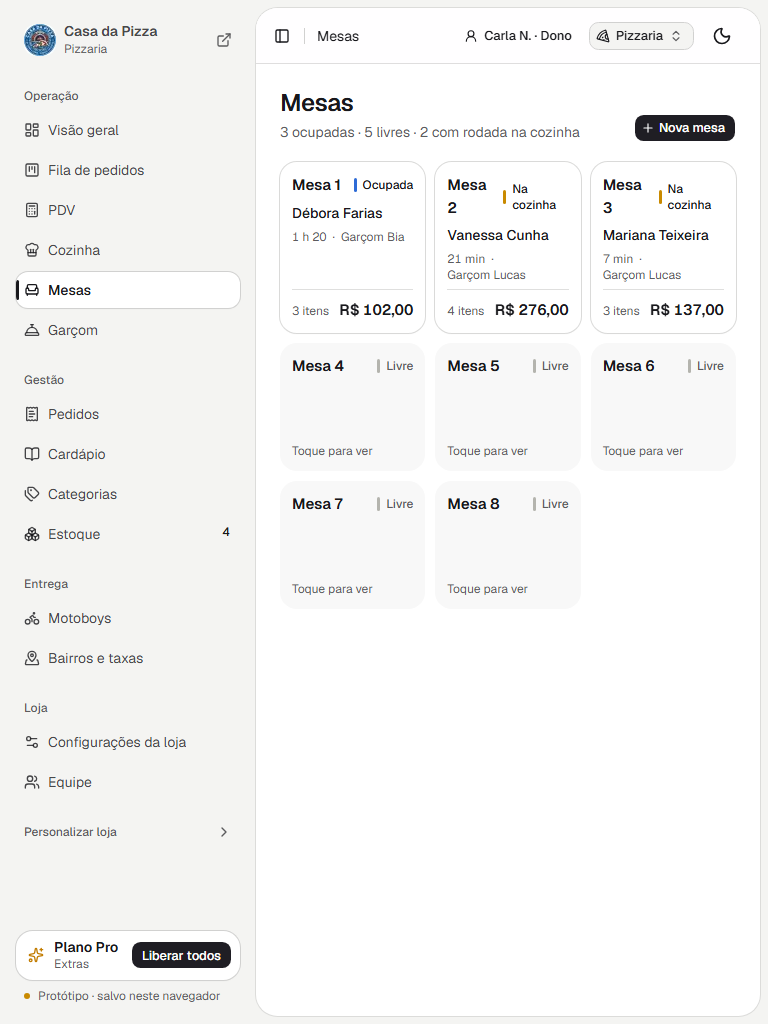 Casa da Pizza
Pizzaria
Operação
Visão geral
Fila de pedidos
PDV
Cozinha
Mesas
Garçom
Gestão
Pedidos
Cardápio
Categorias
Estoque 4
Entrega
Motoboys
Bairros e taxas
Loja
Configurações da loja
Equipe
Personalizar loja
Plano Pro
Extras
Liberar todos
Protótipo · salvo neste navegador
Mesas
Carla N. · Dono
Pizzaria
Mesas
3 ocupadas · 5 livres · 2 com rodada na cozinha
Nova mesa
Mesa 1 Ocupada
Débora Farias
1 h 20 · Garçom Bia
3 itens R$ 102,00
Mesa
2
Na
cozinha
Vanessa Cunha
21 min ·
Garçom Lucas
4 itens R$ 276,00
Mesa
3
Na
cozinha
Mariana Teixeira
7 min ·
Garçom Lucas
3 itens R$ 137,00
Mesa 4 Livre
Toque para ver
Mesa 5 Livre
Toque para ver
Mesa 6 Livre
Toque para ver
Mesa 7 Livre
Toque para ver
Mesa 8 Livre
Toque para ver